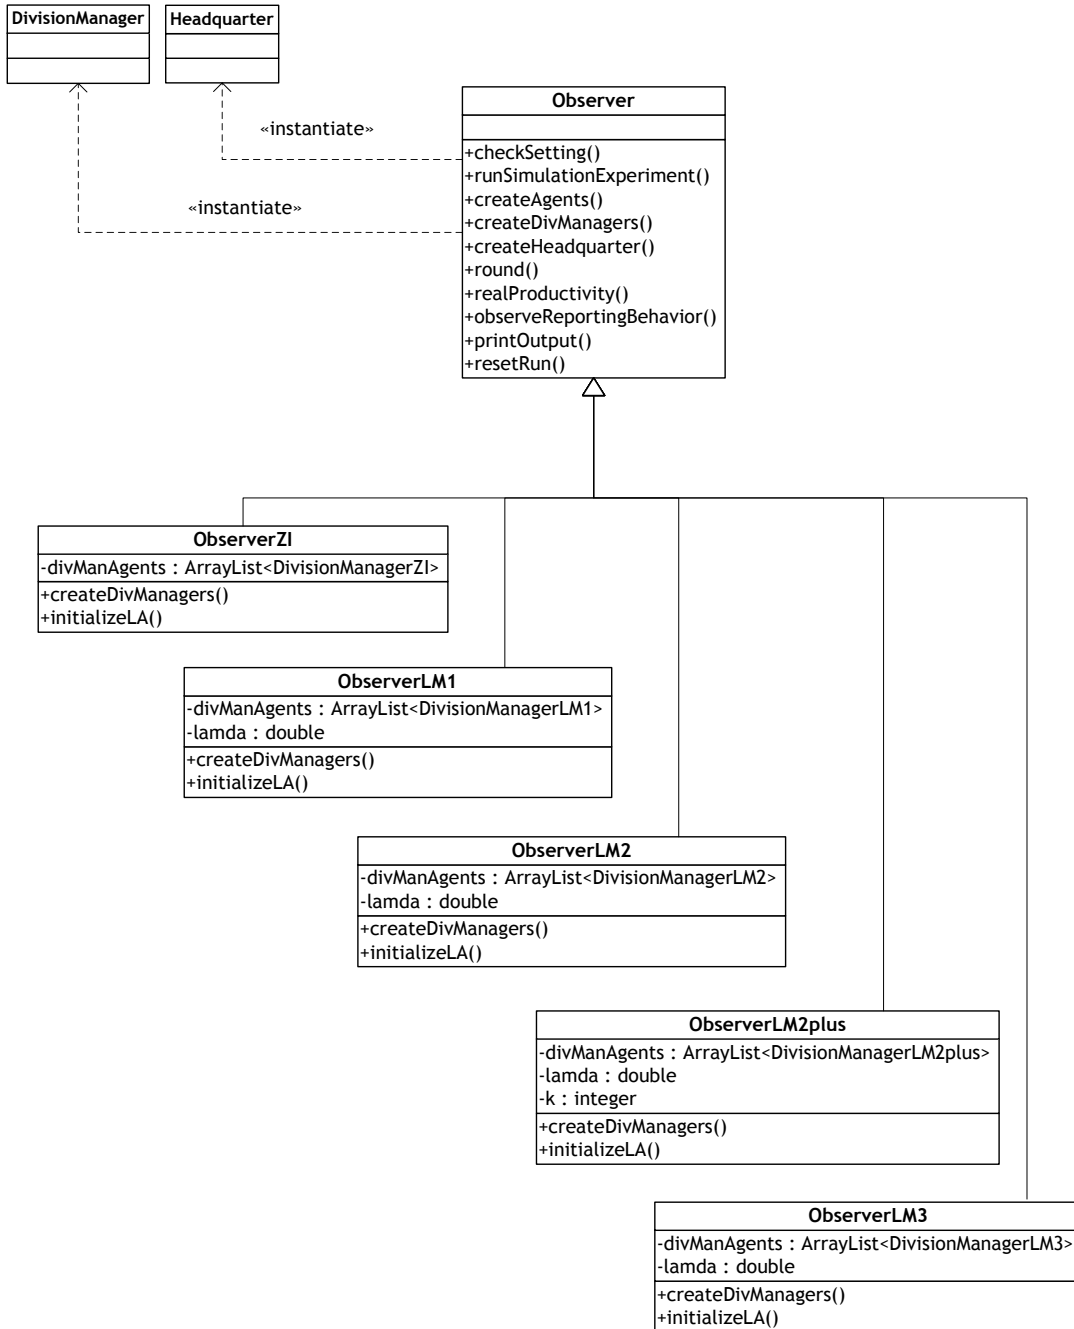 DivisionManager
Headquarter
Observer
«instantiate»
+checkSetting()
+runSimulationExperiment()
+createAgents()
«instantiate»
+createDivManagers()
+createHeadquarter()
+round()
+realProductivity()
+observeReportingBehavior()
+printOutput()
+resetRun()
ObserverZI
-divManAgents : ArrayList<DivisionManagerZI>
+createDivManagers()
+initializeLA()
ObserverLM1
-divManAgents : ArrayList<DivisionManagerLM1>
-lamda : double
+createDivManagers()
+initializeLA()
ObserverLM2
-divManAgents : ArrayList<DivisionManagerLM2>
-lamda : double
+createDivManagers()
+initializeLA()
ObserverLM2plus
-divManAgents : ArrayList<DivisionManagerLM2plus>
-lamda : double
-k : integer
+createDivManagers()
+initializeLA()
ObserverLM3
-divManAgents : ArrayList<DivisionManagerLM3>
-lamda : double
+createDivManagers()
+initializeLA()